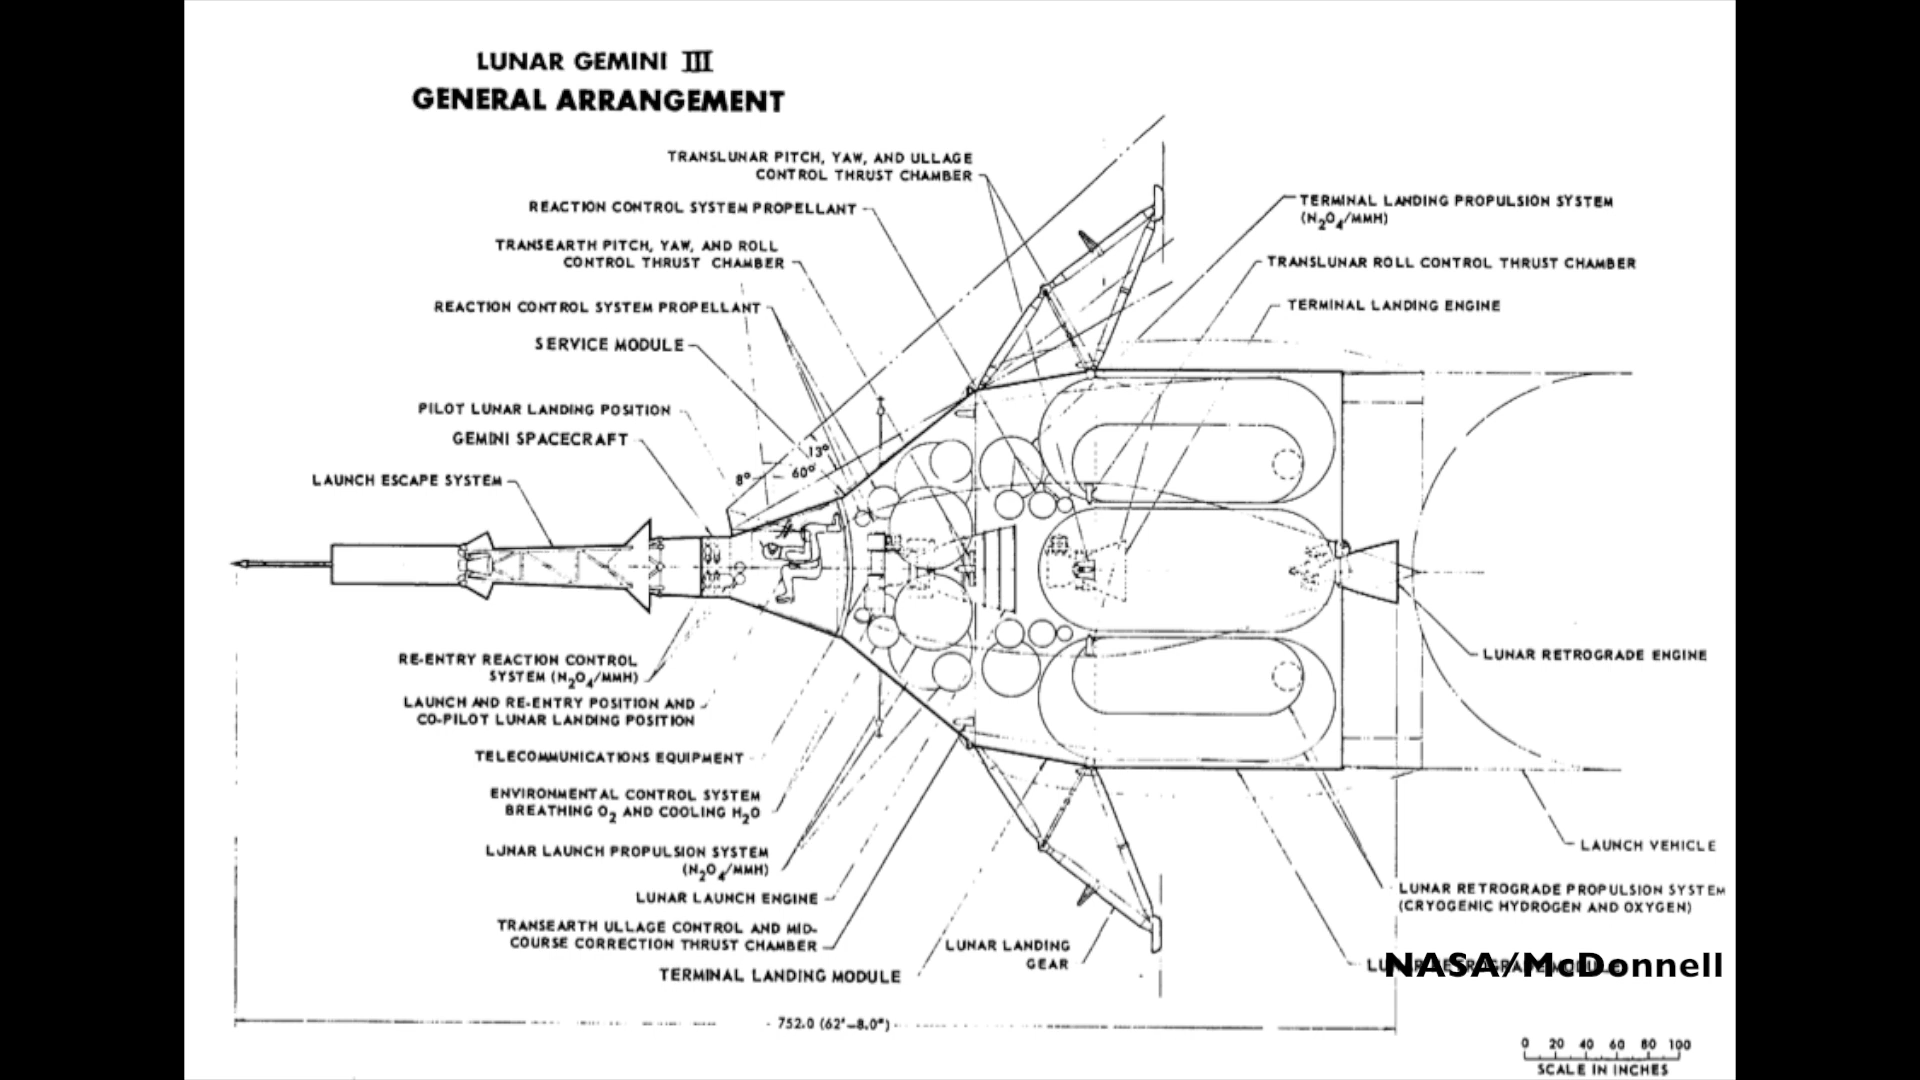 LUNAR GEMINI III
GENERAL ARRANGEMENT
TRANSLUNAR PITCH, YAW, AND ULLAGE
CONTROL THRUST CHAMBER
REACTION CONTROL SYSTEM PROPELLANT
TRANSEARTH PITCH, YAW, AND ROLL
CONTROL THRUST CHAMBER
REACTION CONTROL SYSTEM PROPELLANT
SERVICE MODULE
PILOT LUNAR LANDING POSITION
GEMINI SPACECRAFT
LAUNCH ESCAPE SYSTEM
8°
60°
13°
TERMINAL LANDING PROPULSION SYSTEM
(N2O4/MMH)
TRANSLUNAR ROLL CONTROL THRUST CHAMBER
TERMINAL LANDING ENGINE
RE-ENTRY REACTION CONTROL
SYSTEM (N2O4/MMH)
LAUNCH AND RE-ENTRY POSITION AND
CO-PILOT LUNAR LANDING POSITION
TELECOMMUNICATIONS EQUIPMENT
ENVIRONMENTAL CONTROL SYSTEM
BREATHING O2 AND COOLING H2O
LUNAR LAUNCH PROPULSION SYSTEM
(N2O4/MMH)
LUNAR LAUNCH ENGINE
TRANSEARTH ULLAGE CONTROL AND MID-
COURSE CORRECTION THRUST CHAMBER
TERMINAL LANDING MODULE
LUNAR LANDING
GEAR
LUNAR RETROGRADE ENGINE
LAUNCH VEHICLE
LUNAR RETROGRADE PROPULSION SYSTEM
(CRYOGENIC HYDROGEN AND OXYGEN)
LUNAR RETROGRADE MODULE
NASA/McDonnell
752.0 (62'-8.0")
0 20 40 60 80 100
SCALE IN INCHES